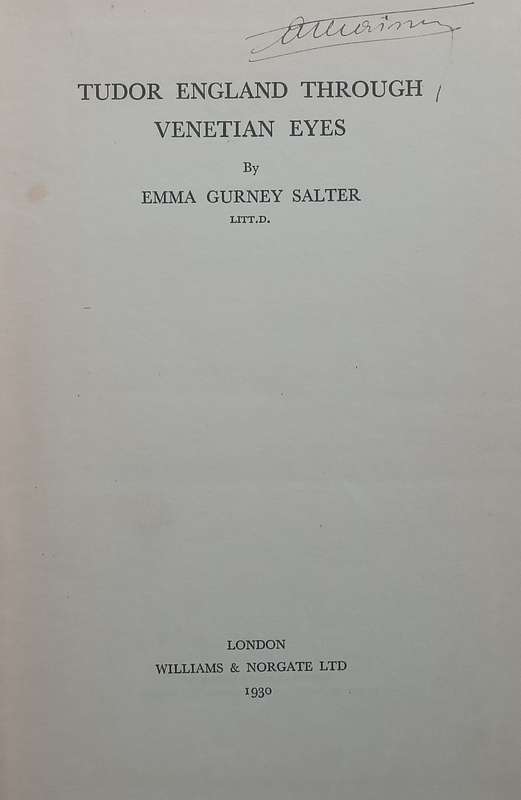 TUDOR ENGLAND THROUGH
VENETIAN EYES
By
EMMA GURNEY SALTER
LITT.D.
LONDON
WILLIAMS & NORGATE LTD
1930